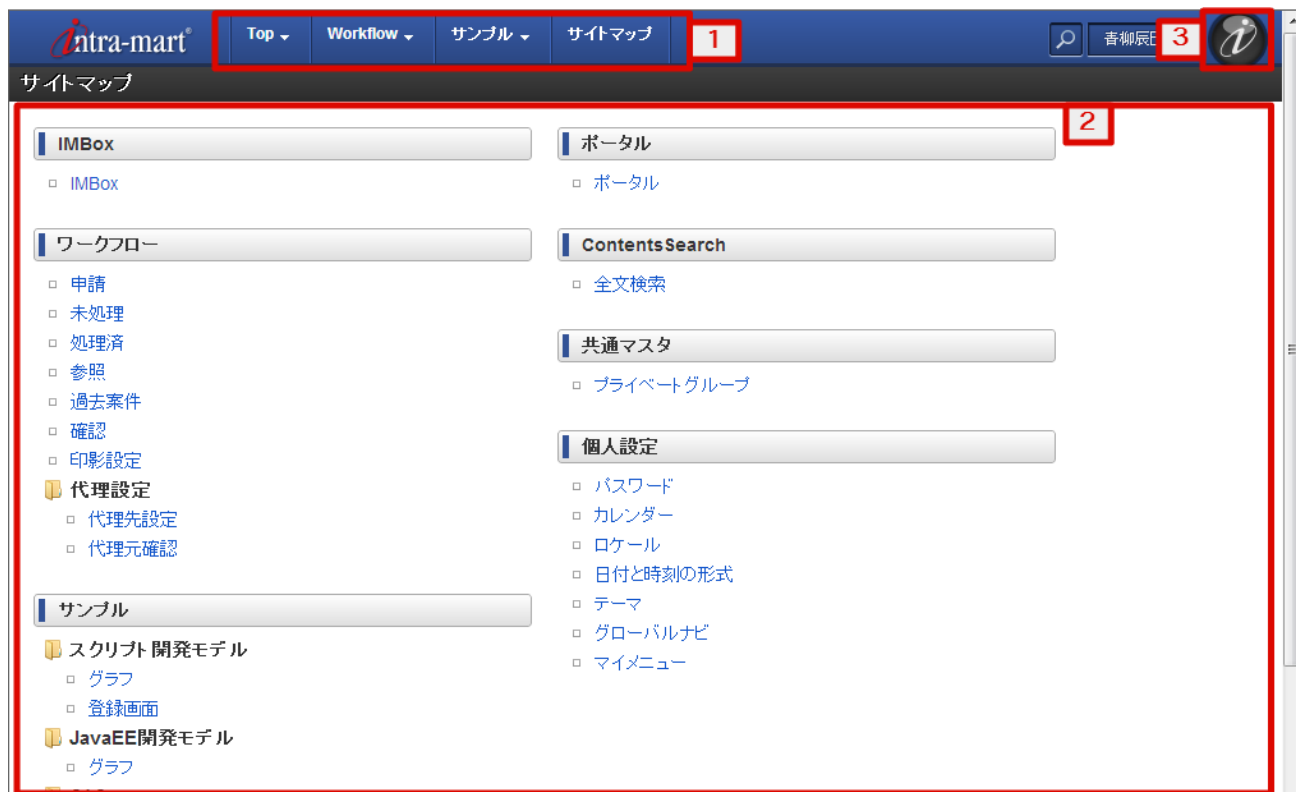 intra-mart® Top Workflow サンプル サイトマップ 1 青柳辰巳 3
サイトマップ
2
IMBox
IMBox
ワークフロー
申請
未処理
処理済
参照
過去案件
確認
印影設定
代理設定
代理先設定
代理元確認
サンプル
スクリプト開発モデル
グラフ
登録画面
JavaEE開発モデル
グラフ
ポータル
ポータル
ContentsSearch
全文検索
共通マスタ
プライベートグループ
個人設定
パスワード
カレンダー
ロケール
日付と時刻の形式
テーマ
グローバルナビ
マイメニュー